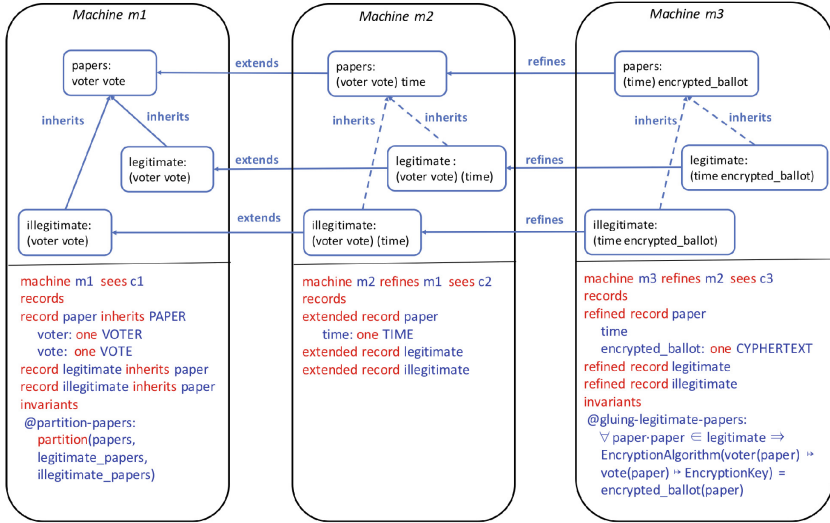 Machine m1
papers:
voter vote
inherits
inherits
legitimate:
(voter vote)
illegitimate:
(voter vote)
machine m1 sees c1
records
record paper inherits PAPER
voter: one VOTER
vote: one VOTE
record legitimate inherits paper
record illegitimate inherits paper
invariants
@partition-papers:
partition(papers,
legitimate_papers,
illegitimate_papers)
extends
extends
extends
Machine m2
papers:
(voter vote) time
inherits
inherits
legitimate :
(voter vote) (time)
illegitimate:
(voter vote) (time)
machine m2 refines m1 sees c2
records
extended record paper
time: one TIME
extended record legitimate
extended record illegitimate
refines
refines
refines
Machine m3
papers:
(time) encrypted_ballot
inherits
inherits
legitimate:
(time encrypted_ballot)
illegitimate:
(time encrypted_ballot)
machine m3 refines m2 sees c3
records
refined record paper
time
encrypted_ballot: one CYPHERTEXT
refined record legitimate
refined record illegitimate
invariants
@gluing-legitimate-papers:
∀ paper·paper ∈ legitimate ⇒
EncryptionAlgorithm(voter(paper) ↦
vote(paper) ↦ EncryptionKey) =
encrypted_ballot(paper)